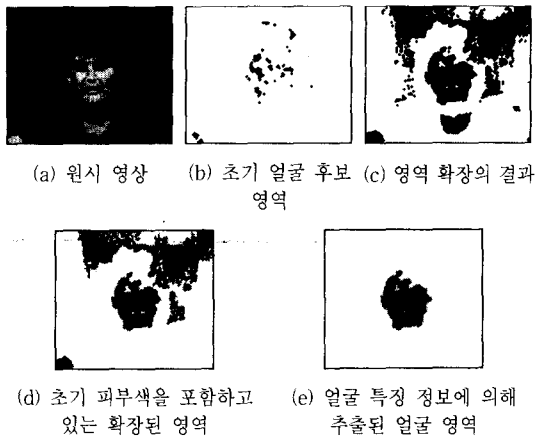 (a) 원시 영상
(b) 초기 얼굴 후보
영역
(c) 영역 확장의 결과
(d) 초기 피부색을 포함하고
있는 확장된 영역
(e) 얼굴 특징 정보에 의해
추출된 얼굴 영역